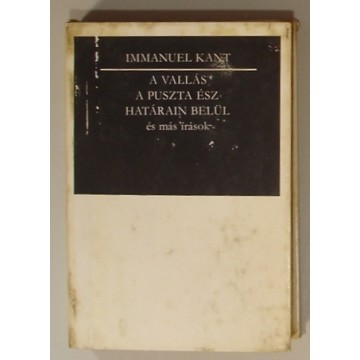 IMMANUEL KANT
A VALLÁS
A PUSZTA ÉSZ
HATÁRAIN BELÜL
és más írások